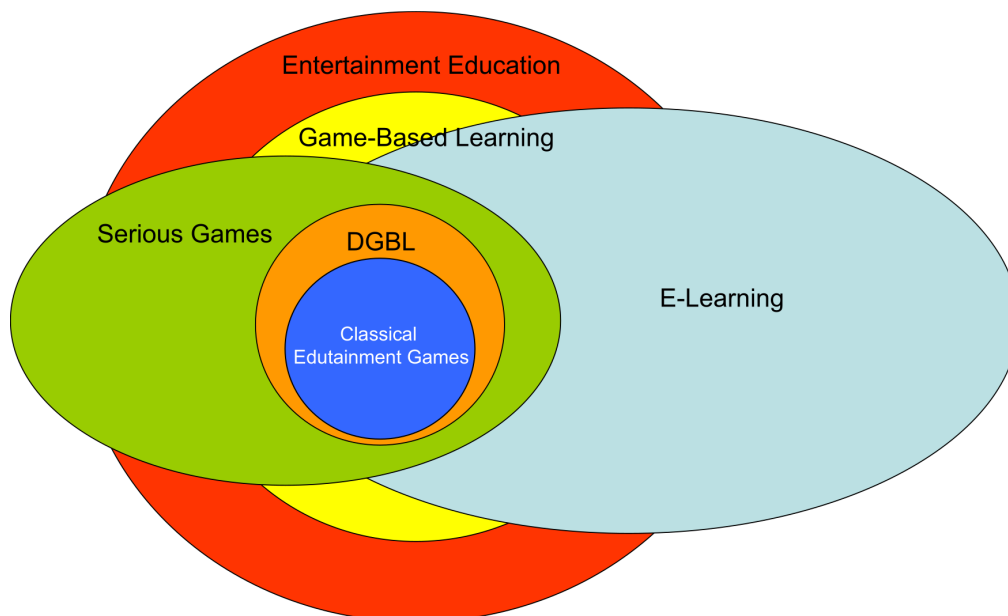 Entertainment Education
Game-Based Learning
Serious Games
DGBL
E-Learning
Classical
Edutainment Games